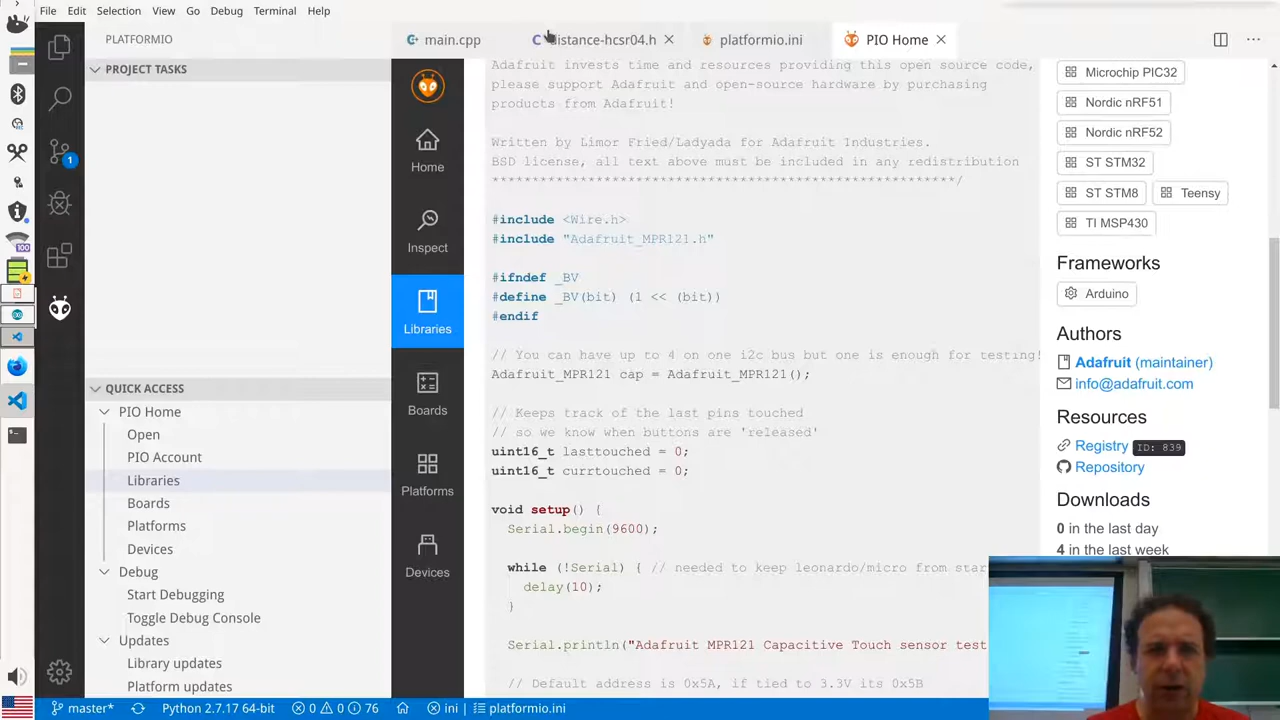 File Edit Selection View Go Debug Terminal Help
PLATFORMIO
main.cpp
distance-hcsr04.h
platformio.ini
PIO Home
PROJECT TASKS
QUICK ACCESS
PIO Home
Open
PIO Account
Libraries
Boards
Platforms
Devices
Debug
Start Debugging
Toggle Debug Console
Updates
Library updates
Platform updates
1
100
Home
Inspect
Libraries
Boards
Platforms
Devices
Adafruit invests time and resources providing this open source code,
please support Adafruit and open-source hardware by purchasing
products from Adafruit!
Written by Limor Fried/Ladyada for Adafruit Industries.
BSD license, all text above must be included in any redistribution
**********************************************************/
#include <Wire.h>
#include "Adafruit_MPR121.h"
#ifndef _BV
#define _BV(bit) (1 << (bit))
#endif
// You can have up to 4 on one i2c bus but one is enough for testing!
Adafruit_MPR121 cap = Adafruit_MPR121();
// Keeps track of the last pins touched
// so we know when buttons are 'released'
uint16_t lasttouched = 0;
uint16_t currtouched = 0;
void setup() {
Serial.begin(9600);
while (!Serial) { // needed to keep leonardo/micro from star
delay(10);
}
Serial.println("Adafruit MPR121 Capacitive Touch sensor test
// Default address is 0x5A, if tied to 3.3V its 0x5B
Microchip PIC32
Nordic nRF51
Nordic nRF52
ST STM32
ST STM8
Teensy
TI MSP430
Frameworks
Arduino
Authors
Adafruit (maintainer)
info@adafruit.com
Resources
Registry ID: 839
Repository
Downloads
0 in the last day
4 in the last week
master* Python 2.7.17 64-bit 0 0 76 ini platformio.ini